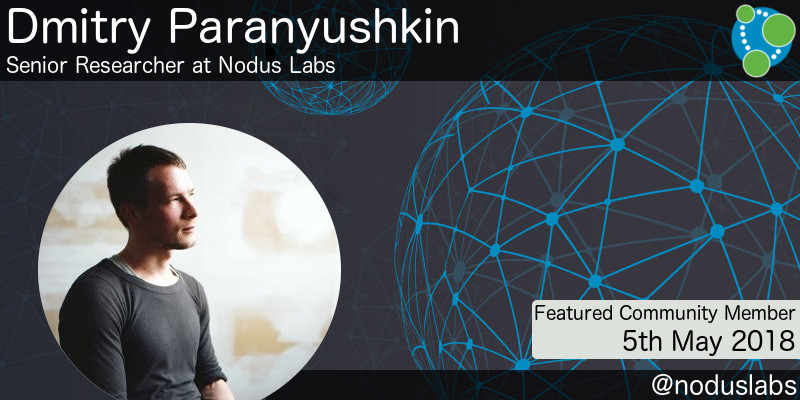 Dmitry Paranyushkin
Senior Researcher at Nodus Labs
Featured Community Member
5th May 2018
@noduslabs